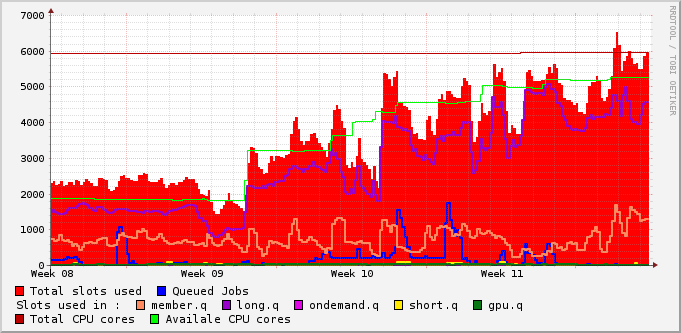 7000
6000
5000
4000
3000
2000
1000
0
Week 08 Week 09 Week 10 Week 11
Total slots used Queued Jobs
Slots used in : member.q long.q ondemand.q short.q gpu.q
Total CPU cores Availale CPU cores
RRDTOOL / TOBI OETIKER